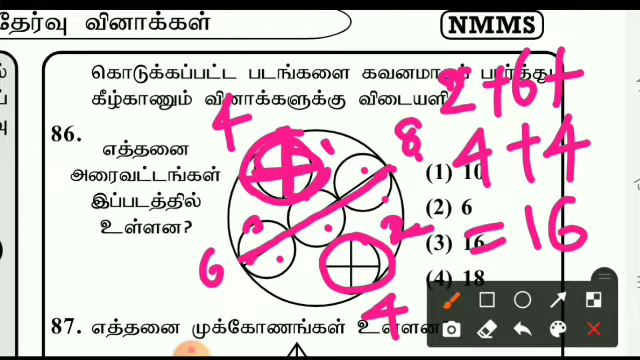 தேர்வு வினாக்கள்
NMMS
கொடுக்கப்பட்ட படங்களை கவனமாகப் பார்த்து
கீழ்காணும் வினாக்களுக்கு விடையளி
86.
எத்தனை
அரைவட்டங்கள்
இப்படத்தில்
உள்ளன?
(1) 10
(2) 6
(3) 16
(4) 18
4
8
6
2
4
2+6+
4+4
=16
87. எத்தனை முக்கோணங்கள் உள்ளன